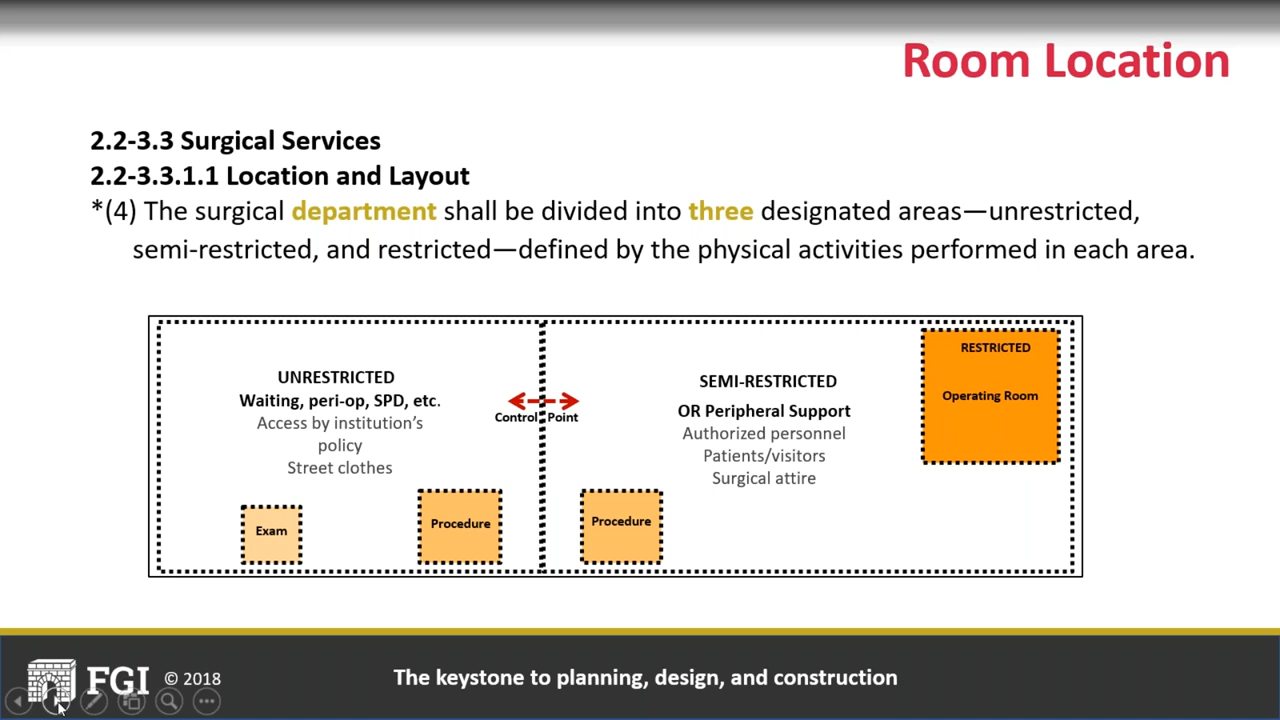 Room Location
2.2-3.3 Surgical Services
2.2-3.3.1.1 Location and Layout
*(4) The surgical department shall be divided into three designated areas—unrestricted,
semi-restricted, and restricted—defined by the physical activities performed in each area.
UNRESTRICTED
Waiting, peri-op, SPD, etc.
Access by institution’s
policy
Street clothes
Exam
Procedure
Control Point
SEMI-RESTRICTED
OR Peripheral Support
Authorized personnel
Patients/visitors
Surgical attire
Procedure
RESTRICTED
Operating Room
FGI © 2018
The keystone to planning, design, and construction